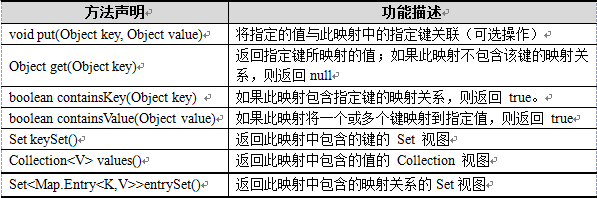 方法声明 功能描述
void put(Object key, Object value) 将指定的值与此映射中的指定键关联（可选操作）
Object get(Object key) 返回指定键所映射的值；如果此映射不包含该键的映射关
系，则返回 null
boolean containsKey(Object key) 如果此映射包含指定键的映射关系，则返回 true。
boolean containsValue(Object value) 如果此映射将一个或多个键映射到指定值，则返回 true
Set keySet() 返回此映射中包含的键的 Set 视图
Collection<V> values() 返回此映射中包含的值的 Collection 视图
Set<Map.Entry<K,V>>entrySet() 返回此映射中包含的映射关系的 Set 视图